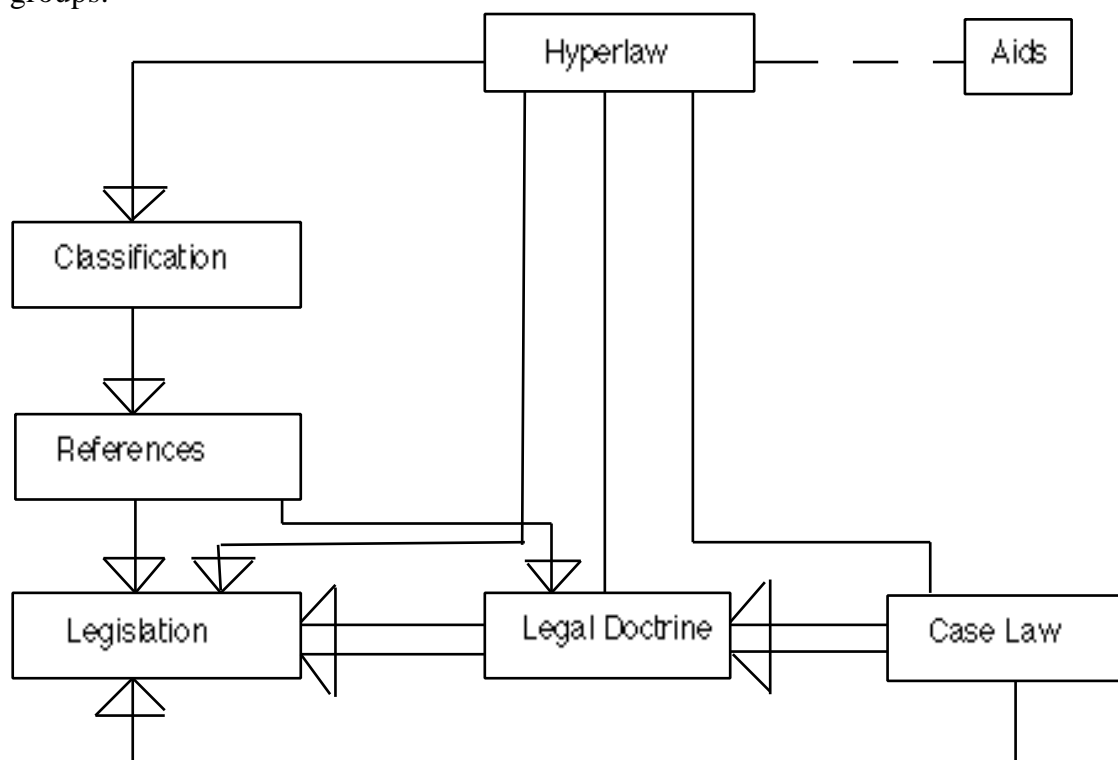 groups.
Hyperlaw
Aids
Classification
References
Legislation
Legal Doctrine
Case Law